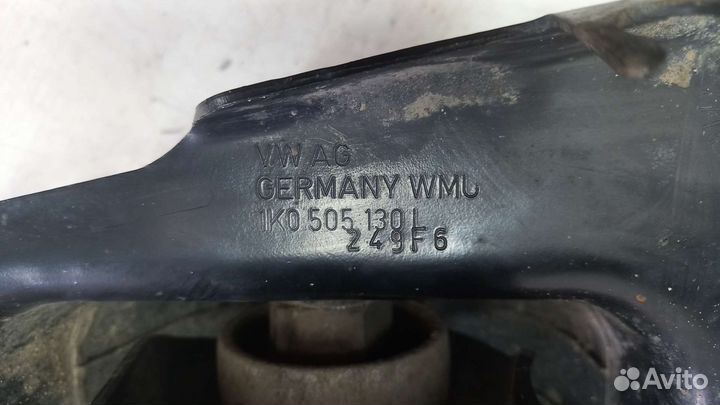 VW AG
GERMANY WMU
1K0 505 130 L
249F6
Avito